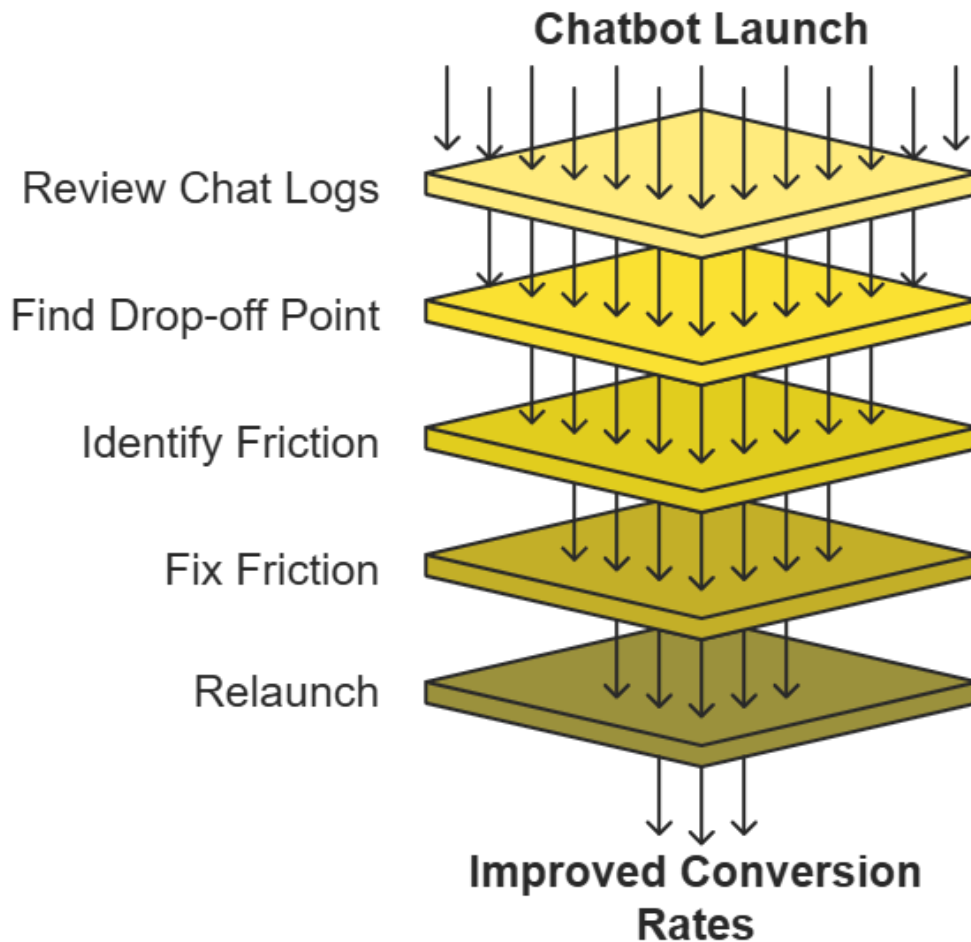 Chatbot Launch
Review Chat Logs
Find Drop-off Point
Identify Friction
Fix Friction
Relaunch
Improved Conversion
Rates